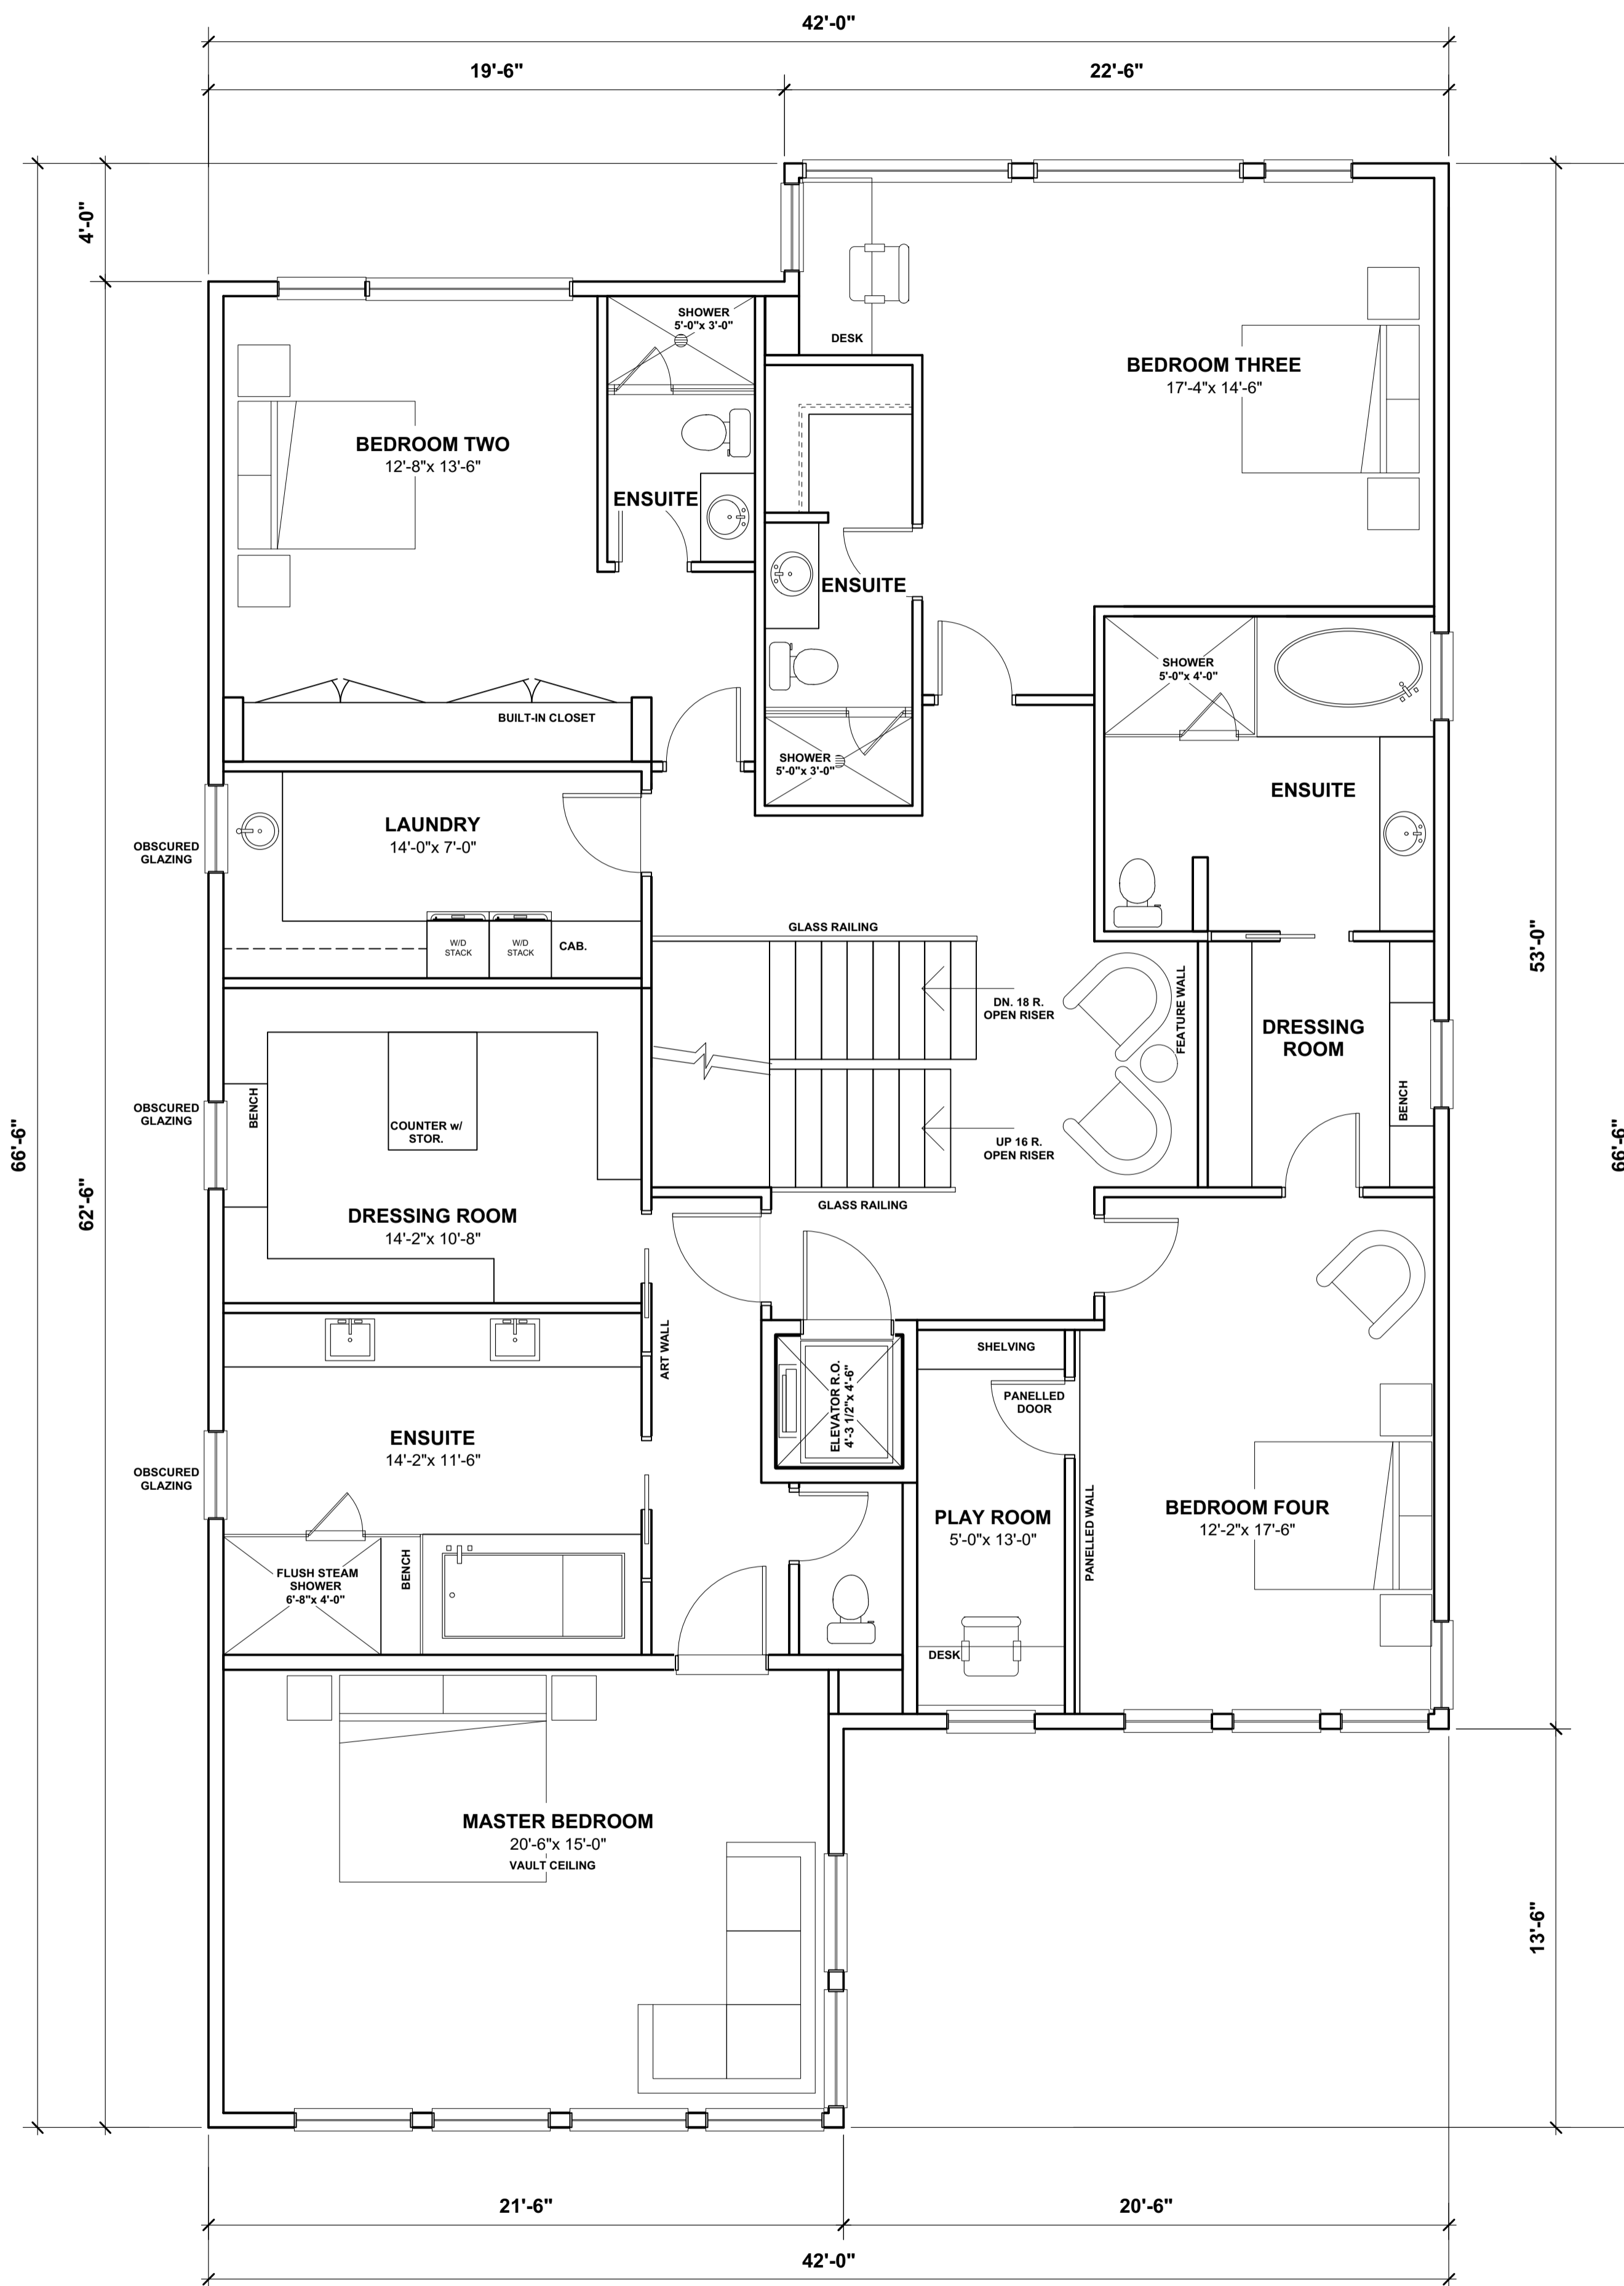 42'-0"
19'-6"
22'-6"
4'-0"
SHOWER
5'-0"x 3'-0"
DESK
BEDROOM THREE
17'-4"x 14'-6"
BEDROOM TWO
12'-8"x 13'-6"
ENSUITE
ENSUITE
SHOWER
5'-0"x 4'-0"
BUILT-IN CLOSET
SHOWER
5'-0"x 3'-0"
ENSUITE
LAUNDRY
14'-0"x 7'-0"
OBSCURED
GLAZING
W/D
STACK
W/D
STACK
CAB.
GLASS RAILING
53'-0"
DN. 18 R.
OPEN RISER
FEATURE WALL
DRESSING
ROOM
BENCH
OBSCURED
GLAZING
BENCH
COUNTER w/
STOR.
UP 16 R.
OPEN RISER
66'-6"
62'-6"
66'-6"
GLASS RAILING
DRESSING ROOM
14'-2"x 10'-8"
ART WALL
SHELVING
ELEVATOR R.O.
4'-3 1/2"x 4'-6"
PANELLED
DOOR
ENSUITE
14'-2"x 11'-6"
OBSCURED
GLAZING
PLAY ROOM
5'-0"x 13'-0"
PANELLED WALL
BEDROOM FOUR
12'-2"x 17'-6"
FLUSH STEAM
SHOWER
6'-8"x 4'-0"
BENCH
DESK
MASTER BEDROOM
20'-6"x 15'-0"
VAULT CEILING
13'-6"
21'-6"
20'-6"
42'-0"